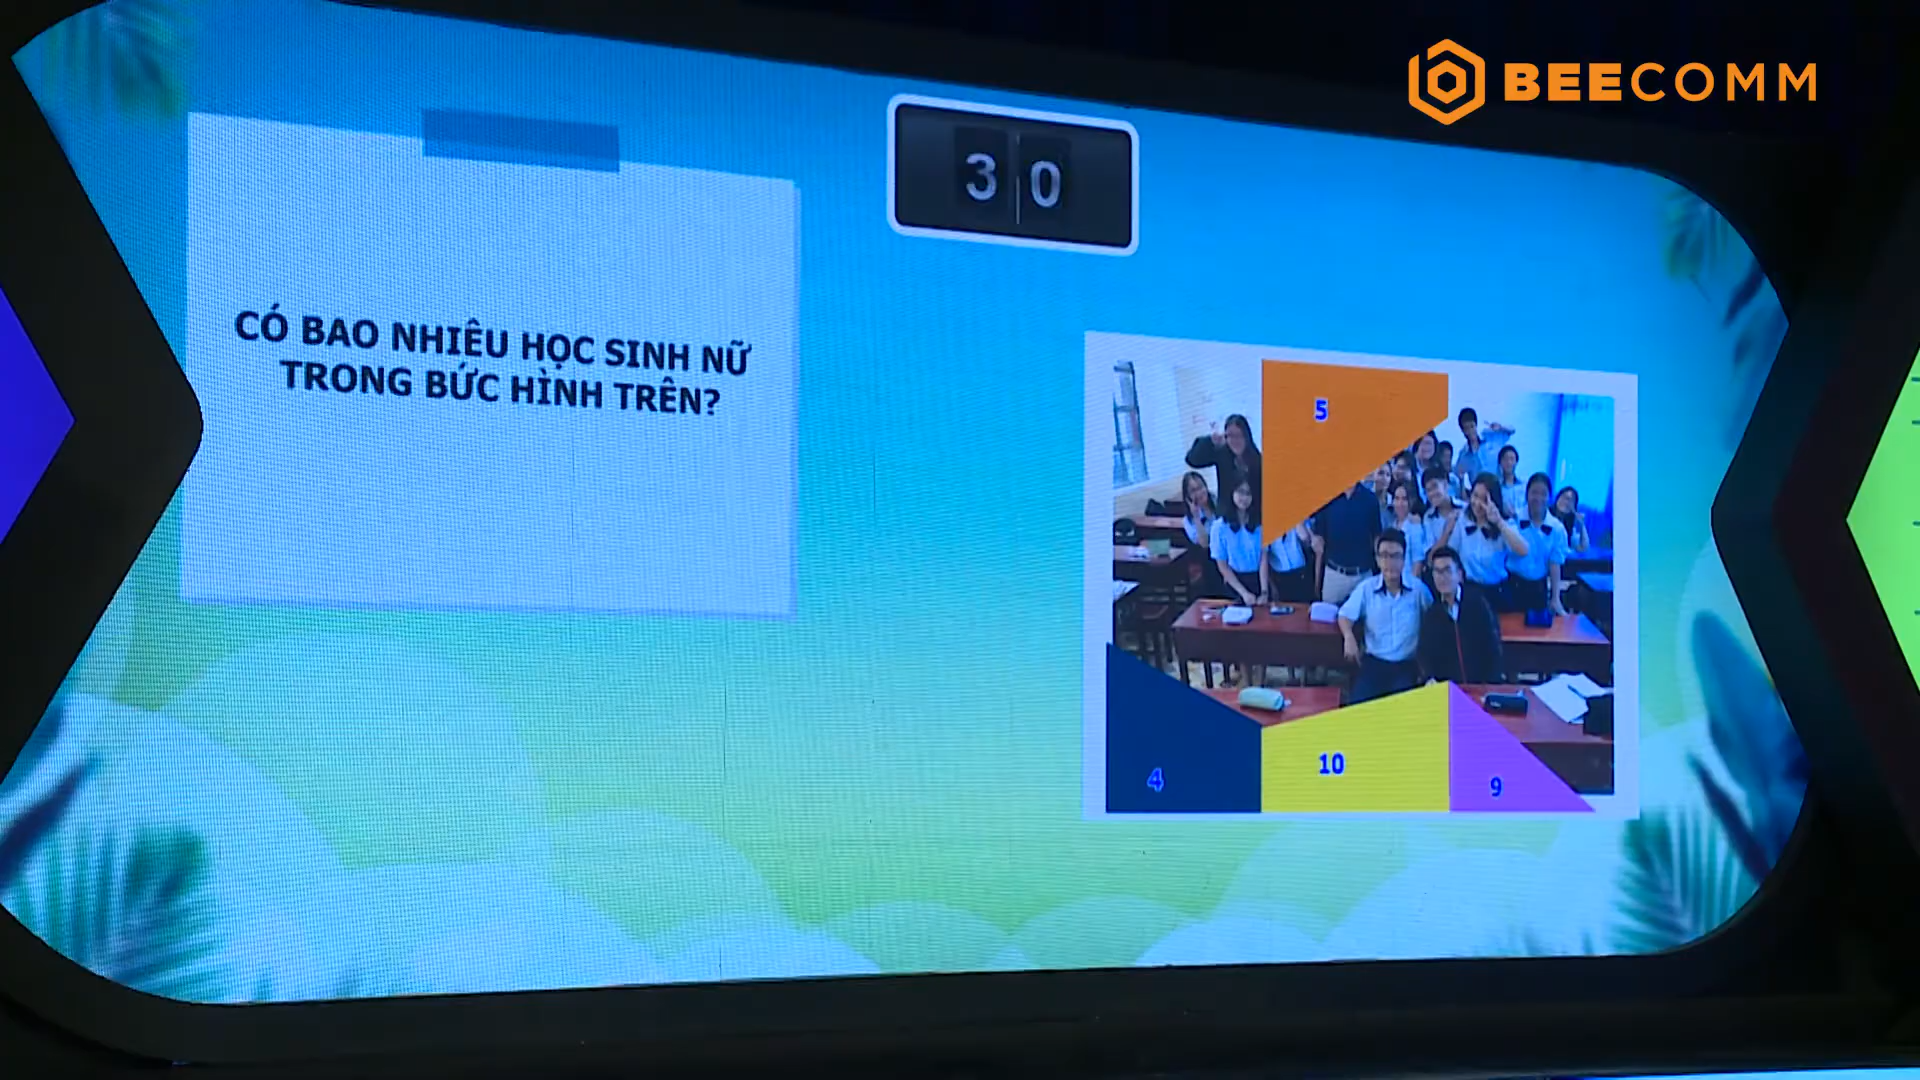 BEECOMM
30
CÓ BAO NHIÊU HỌC SINH NỮ
TRONG BỨC HÌNH TRÊN?
5
4
10
9